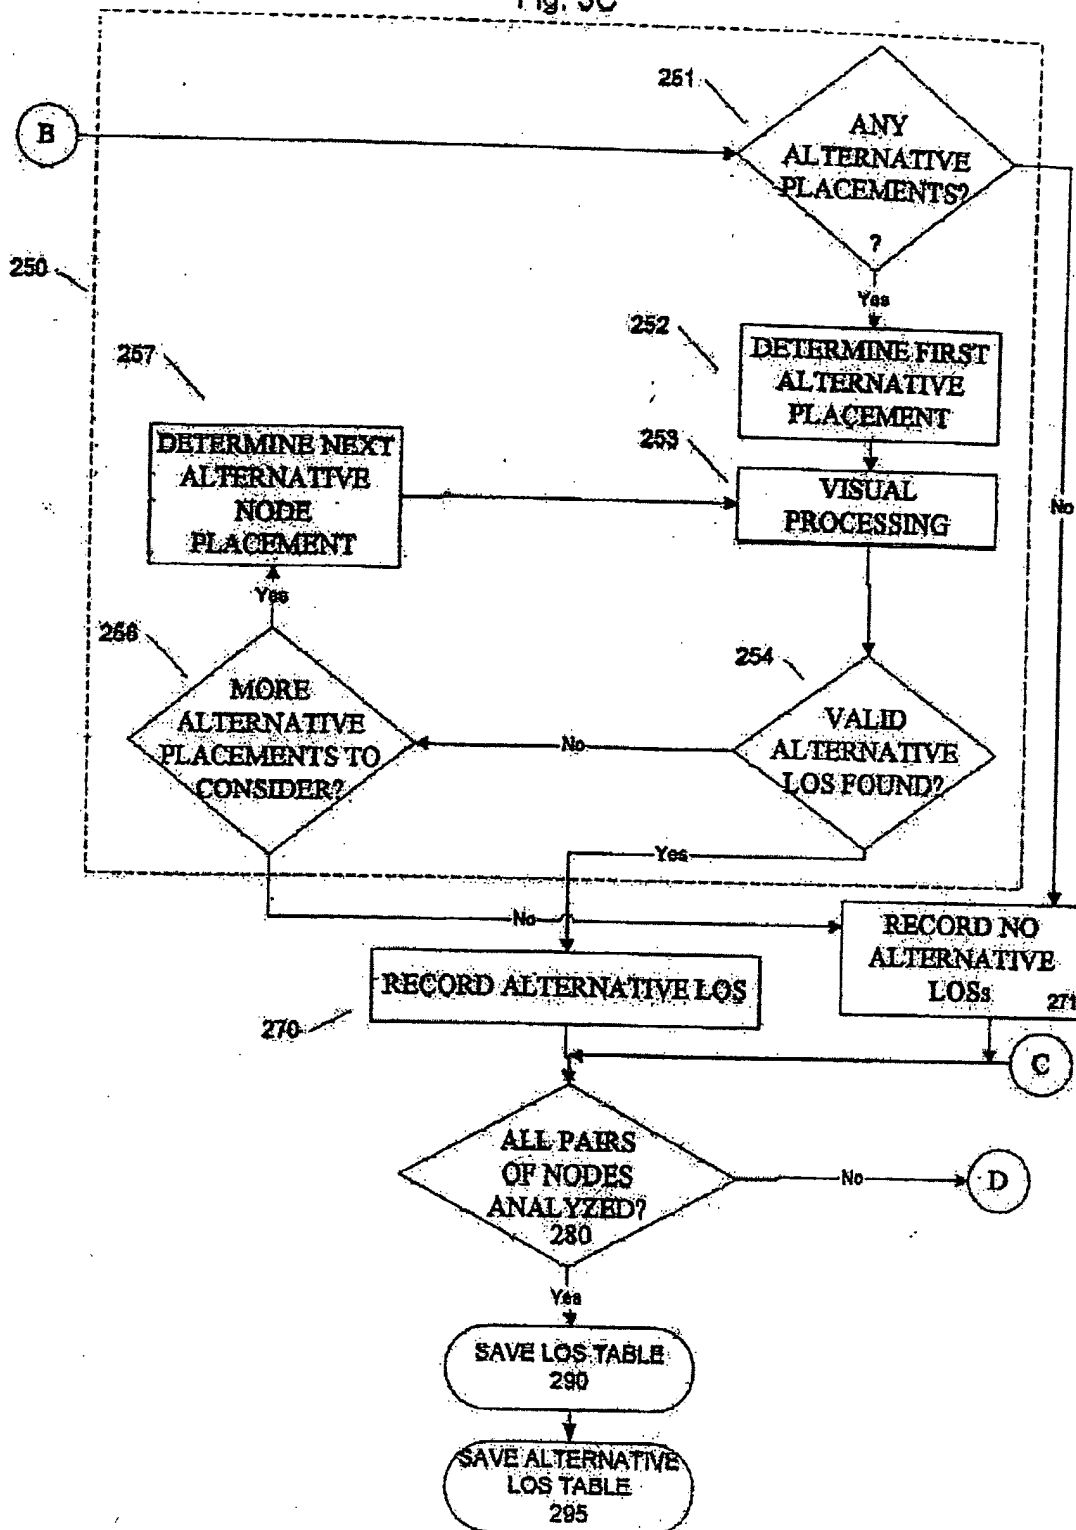 Fig. 3C
251
B
ANY
ALTERNATIVE
PLACEMENTS?
?
250
Yes
252
DETERMINE FIRST
ALTERNATIVE
PLACEMENT
257
DETERMINE NEXT
ALTERNATIVE
NODE
PLACEMENT
253
VISUAL
PROCESSING
No
Yes
256
MORE
ALTERNATIVE
PLACEMENTS TO
CONSIDER?
254
VALID
ALTERNATIVE
LOS FOUND?
No
Yes
No
RECORD NO
ALTERNATIVE
LOSs
271
RECORD ALTERNATIVE LOS
270
C
ALL PAIRS
OF NODES
ANALYZED?
280
No
D
Yes
SAVE LOS TABLE
290
SAVE ALTERNATIVE
LOS TABLE
295